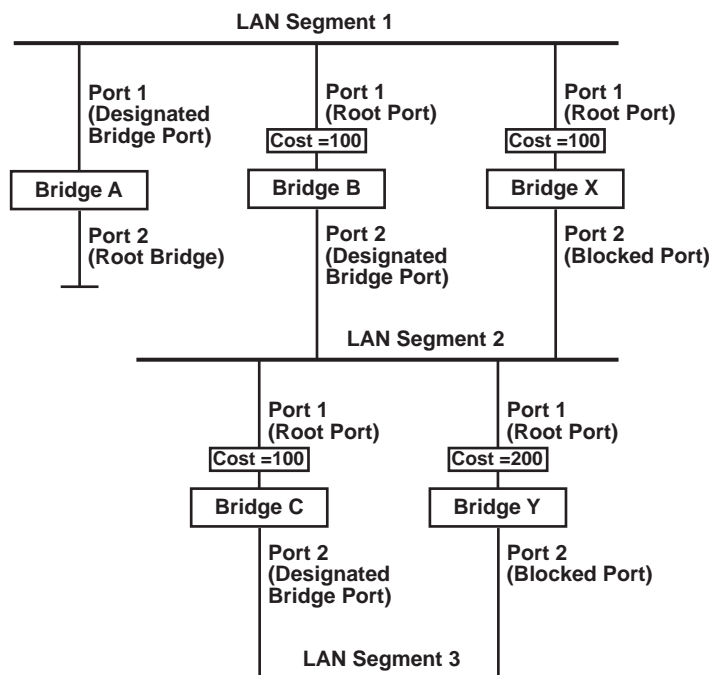 LAN Segment 1
Port 1
(Designated
Bridge Port)
Port 1
(Root Port)
Cost =100
Port 1
(Root Port)
Cost =100
Bridge A
Bridge B
Bridge X
Port 2
(Root Bridge)
Port 2
(Designated
Bridge Port)
Port 2
(Blocked Port)
LAN Segment 2
Port 1
(Root Port)
Cost =100
Port 1
(Root Port)
Cost =200
Bridge C
Bridge Y
Port 2
(Designated
Bridge Port)
Port 2
(Blocked Port)
LAN Segment 3